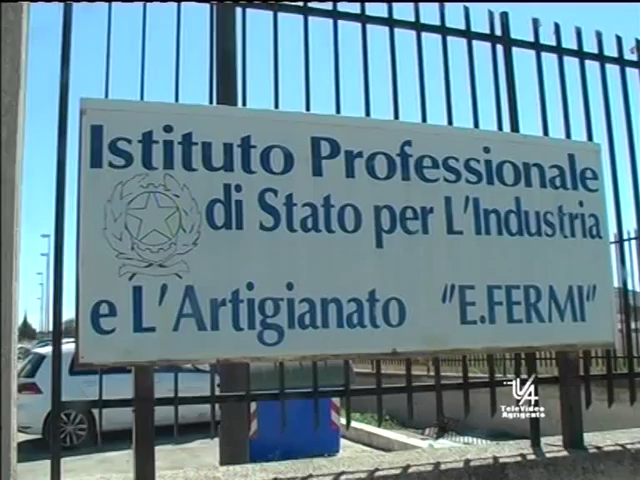 Istituto Professionale
di Stato per L'Industria
e L'Artigianato "E.FERMI"
TeleVideo
Agrigento